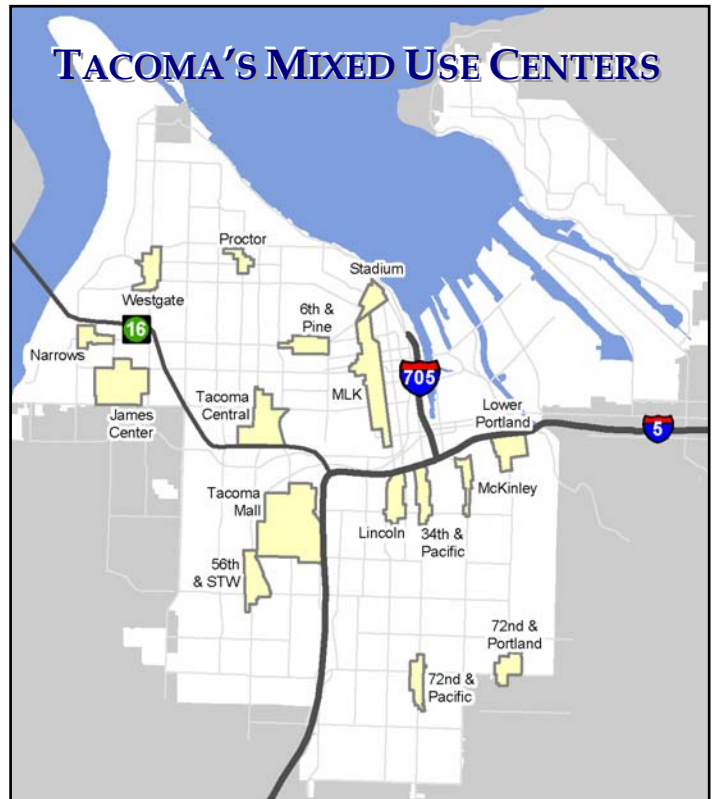 TACOMA'S MIXED USE CENTERS
Proctor
Stadium
Westgate
6th &
Pine
16
Narrows
705
MLK
Tacoma
Central
James
Center
Lower
Portland
5
McKinley
Tacoma
Mall
Lincoln
34th &
Pacific
56th
& STW
72nd &
Portland
72nd &
Pacific